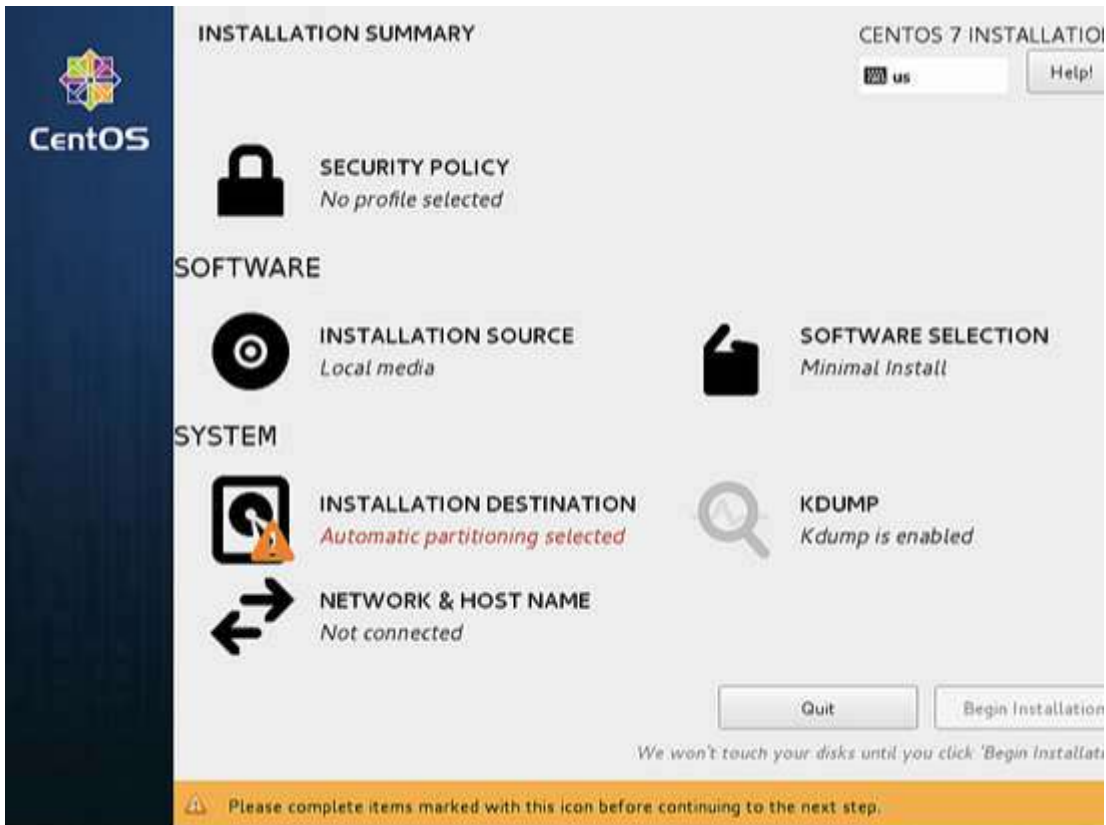 INSTALLATION SUMMARY
CENTOS 7 INSTALLATION
us
Help!
CentOS
SECURITY POLICY
No profile selected
SOFTWARE
INSTALLATION SOURCE
Local media
SOFTWARE SELECTION
Minimal Install
SYSTEM
INSTALLATION DESTINATION
Automatic partitioning selected
KDUMP
Kdump is enabled
NETWORK & HOST NAME
Not connected
Quit
Begin Installation
We won't touch your disks until you click 'Begin Installat
Please complete items marked with this icon before continuing to the next step.